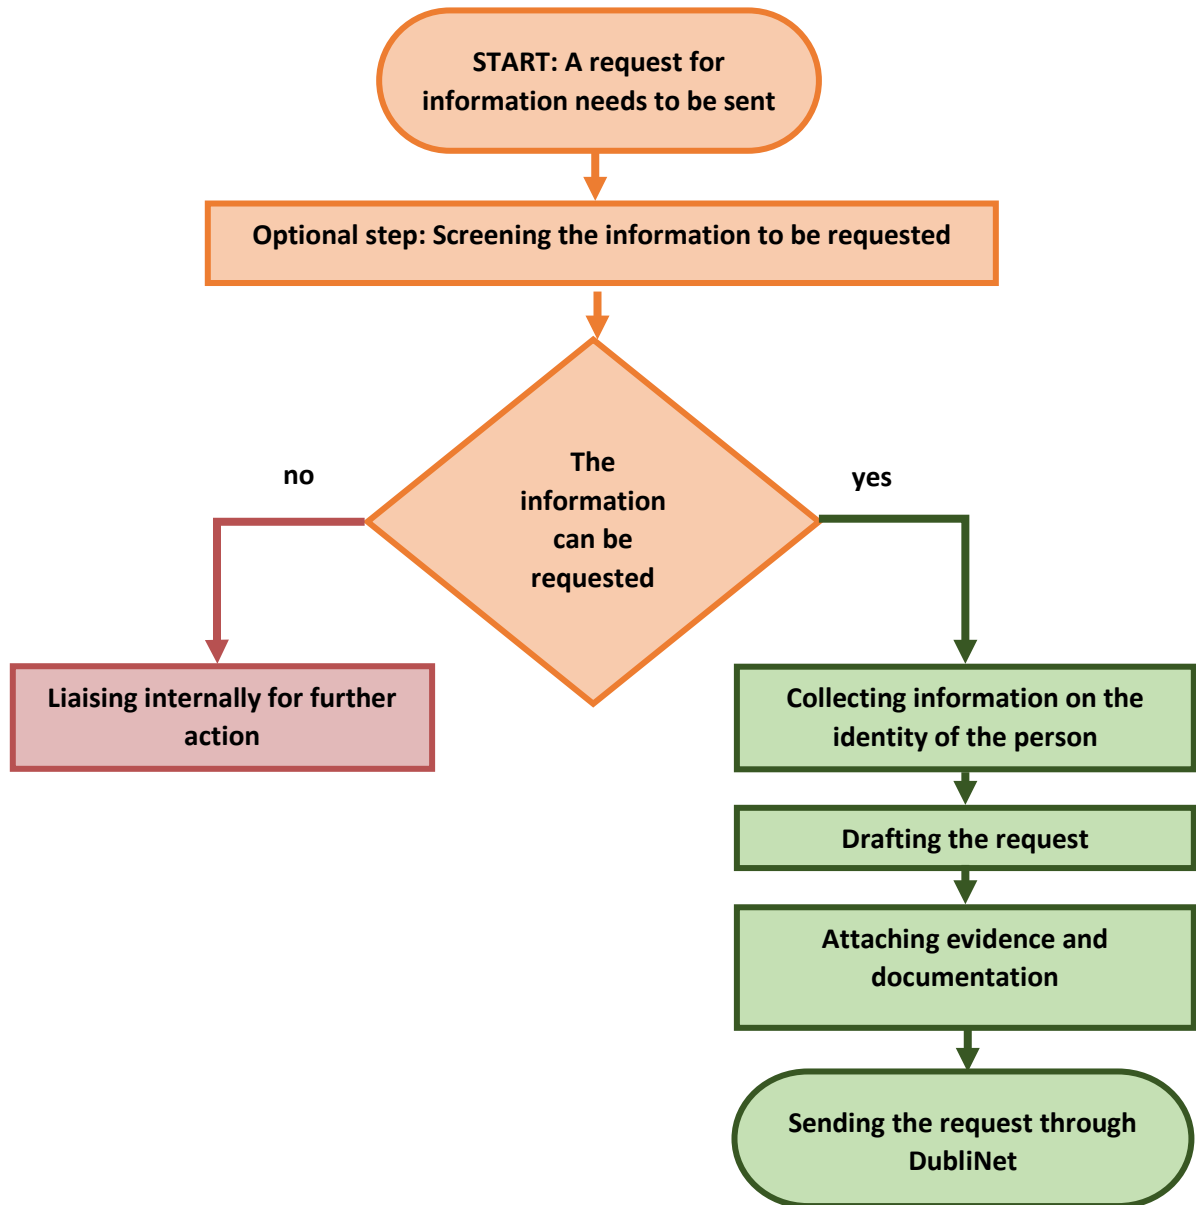 START: A request for
information needs to be sent
Optional step: Screening the information to be requested
no
The
information
can be
requested
yes
Liaising internally for further
action
Collecting information on the
identity of the person
Drafting the request
Attaching evidence and
documentation
Sending the request through
DubliNet